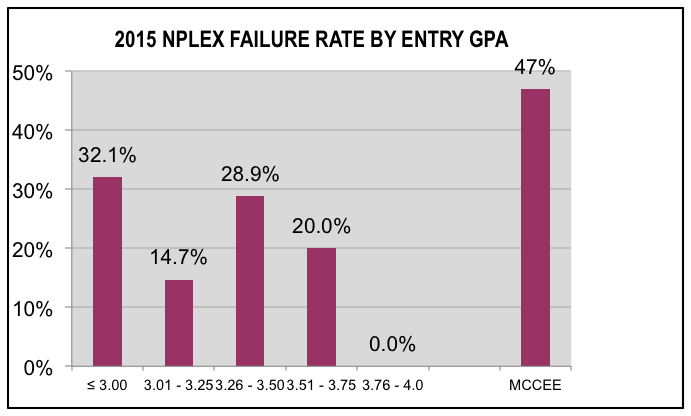 2015 NPLEX FAILURE RATE BY ENTRY GPA
50%
40%
30%
20%
10%
0%
32.1%
14.7%
28.9%
20.0%
0.0%
47%
≤ 3.00
3.01 - 3.25
3.26 - 3.50
3.51 - 3.75
3.76 - 4.0
MCCEE